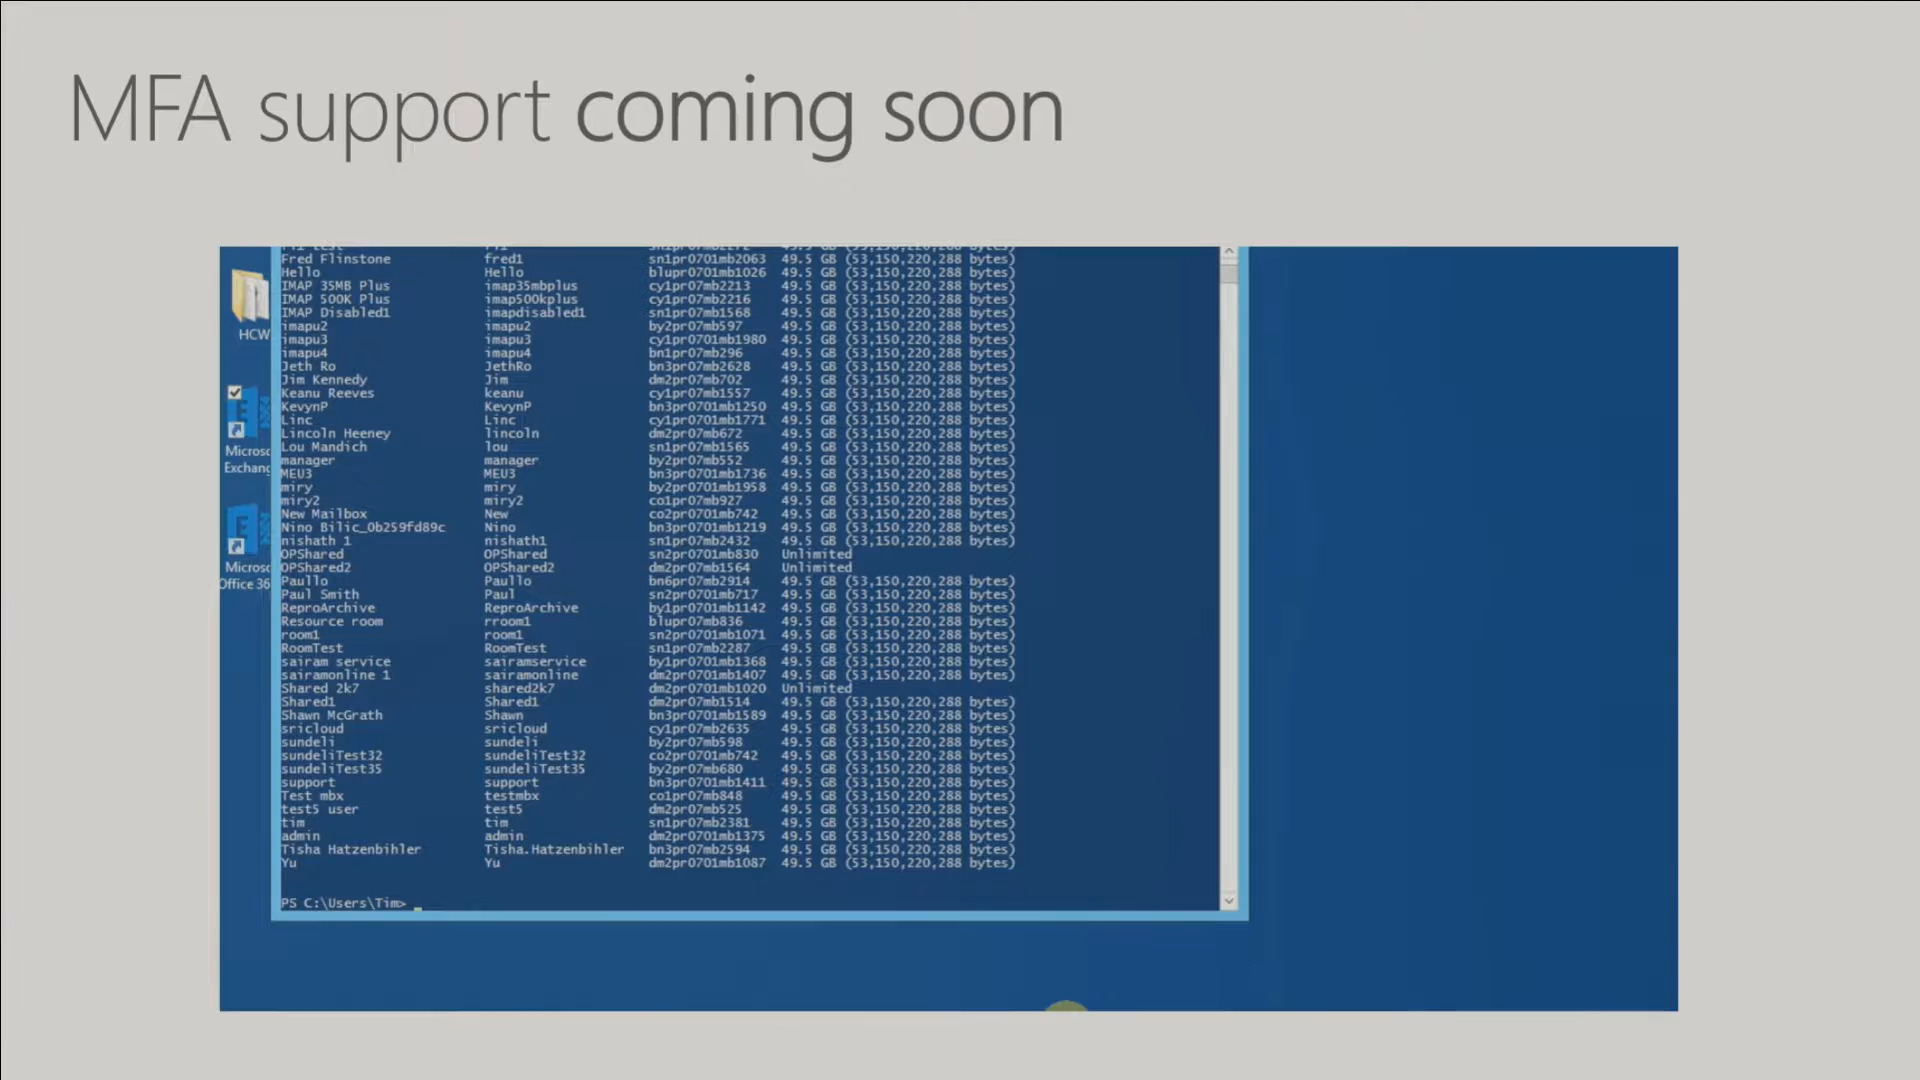 MFA support coming soon
Fred Flinstone fred1 sn1pr0701mb2063 49.5 GB (53,150,220,288 bytes)
Hello Hello blupr0701mb1026 49.5 GB (53,150,220,288 bytes)
IMAP 35MB Plus imap35mbplus cy1pr07mb2213 49.5 GB (53,150,220,288 bytes)
IMAP 500K Plus imap500kplus cy1pr07mb2216 49.5 GB (53,150,220,288 bytes)
IMAP Disabled1 imapdisabled1 sn1pr07mb1568 49.5 GB (53,150,220,288 bytes)
imapu2 imapu2 by2pr07mb597 49.5 GB (53,150,220,288 bytes)
imapu3 imapu3 cy1pr0701mb1980 49.5 GB (53,150,220,288 bytes)
imapu4 imapu4 bn1pr07mb296 49.5 GB (53,150,220,288 bytes)
Jeth Ro JethRo bn3pr07mb2628 49.5 GB (53,150,220,288 bytes)
Jim Kennedy Jim dm2pr07mb702 49.5 GB (53,150,220,288 bytes)
Keanu Reeves keanu cy1pr07mb1557 49.5 GB (53,150,220,288 bytes)
KevynP KevynP bn3pr0701mb1250 49.5 GB (53,150,220,288 bytes)
Linc Linc cy1pr0701mb1771 49.5 GB (53,150,220,288 bytes)
Lincoln Heeney lincoln dm2pr07mb672 49.5 GB (53,150,220,288 bytes)
Lou Mandich lou sn1pr07mb1565 49.5 GB (53,150,220,288 bytes)
manager manager by2pr07mb552 49.5 GB (53,150,220,288 bytes)
MEU3 MEU3 bn3pr0701mb1736 49.5 GB (53,150,220,288 bytes)
miry miry by2pr0701mb1958 49.5 GB (53,150,220,288 bytes)
miry2 miry2 co1pr07mb927 49.5 GB (53,150,220,288 bytes)
New Mailbox New co2pr07mb742 49.5 GB (53,150,220,288 bytes)
Nino Bilic_0b259fd89c Nino bn3pr0701mb1219 49.5 GB (53,150,220,288 bytes)
nishath 1 nishath1 sn1pr07mb2432 49.5 GB (53,150,220,288 bytes)
OPShared OPShared sn2pr0701mb830 Unlimited
OPShared2 OPShared2 dm2pr07mb1564 Unlimited
Paullo Paullo bn6pr07mb2914 49.5 GB (53,150,220,288 bytes)
Paul Smith Paul sn2pr07mb717 49.5 GB (53,150,220,288 bytes)
ReproArchive ReproArchive by1pr07mb1142 49.5 GB (53,150,220,288 bytes)
Resource room rroom1 blupr07mb836 49.5 GB (53,150,220,288 bytes)
room1 room1 sn2pr0701mb1071 49.5 GB (53,150,220,288 bytes)
RoomTest RoomTest sn1pr07mb2287 49.5 GB (53,150,220,288 bytes)
sairam service sairamservice by1pr0701mb1368 49.5 GB (53,150,220,288 bytes)
sairamonline 1 sairamonline dm2pr07mb1407 49.5 GB (53,150,220,288 bytes)
Shared 2k7 shared2k7 dm2pr0701mb1020 Unlimited
Shared1 Shared1 dm2pr07mb1514 49.5 GB (53,150,220,288 bytes)
Shawn McGrath Shawn bn3pr07mb1589 49.5 GB (53,150,220,288 bytes)
sricloud sricloud cy1pr07mb2635 49.5 GB (53,150,220,288 bytes)
sundeli sundeli by2pr07mb598 49.5 GB (53,150,220,288 bytes)
sundeliTest32 sundeliTest32 co2pr0701mb742 49.5 GB (53,150,220,288 bytes)
sundeliTest35 sundeliTest35 by2pr07mb680 49.5 GB (53,150,220,288 bytes)
support support bn3pr0701mb1411 49.5 GB (53,150,220,288 bytes)
Test mbx testmbx co1pr07mb848 49.5 GB (53,150,220,288 bytes)
test5 user test5 dm2pr07mb525 49.5 GB (53,150,220,288 bytes)
tim tim sn1pr07mb2381 49.5 GB (53,150,220,288 bytes)
admin admin dm2pr0701mb1375 49.5 GB (53,150,220,288 bytes)
Tisha Hatzenbihler Tisha.Hatzenbihler bn3pr07mb2594 49.5 GB (53,150,220,288 bytes)
Yu Yu dm2pr0701mb1087 49.5 GB (53,150,220,288 bytes)
PS C:\Users\Tim>
HCW
Microso
Exchang
Microso
Office 36